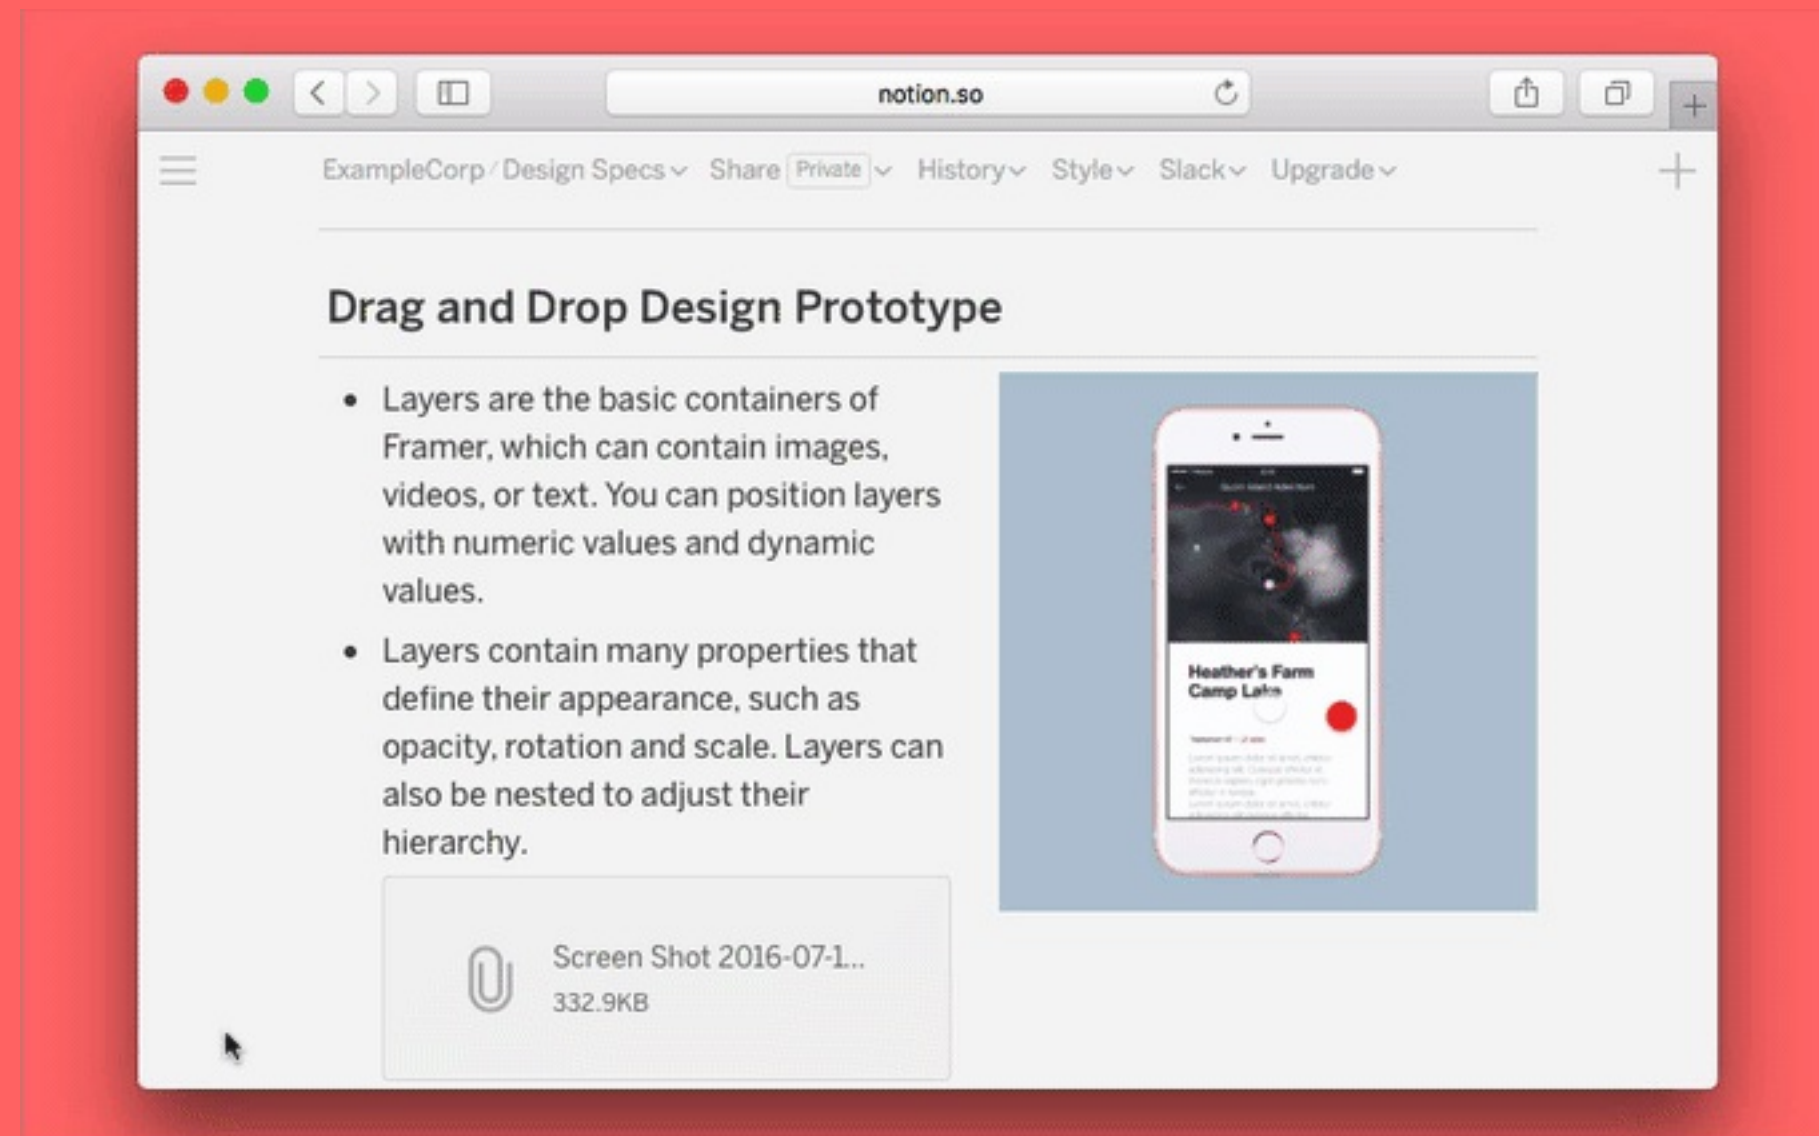 notion.so
ExampleCorp / Design Specs Share Private History Style Slack Upgrade
Drag and Drop Design Prototype
• Layers are the basic containers of
Framer, which can contain images,
videos, or text. You can position layers
with numeric values and dynamic
values.
• Layers contain many properties that
define their appearance, such as
opacity, rotation and scale. Layers can
also be nested to adjust their
hierarchy.
Screen Shot 2016-07-1...
332.9KB
Heather's Farm
Camp Lake